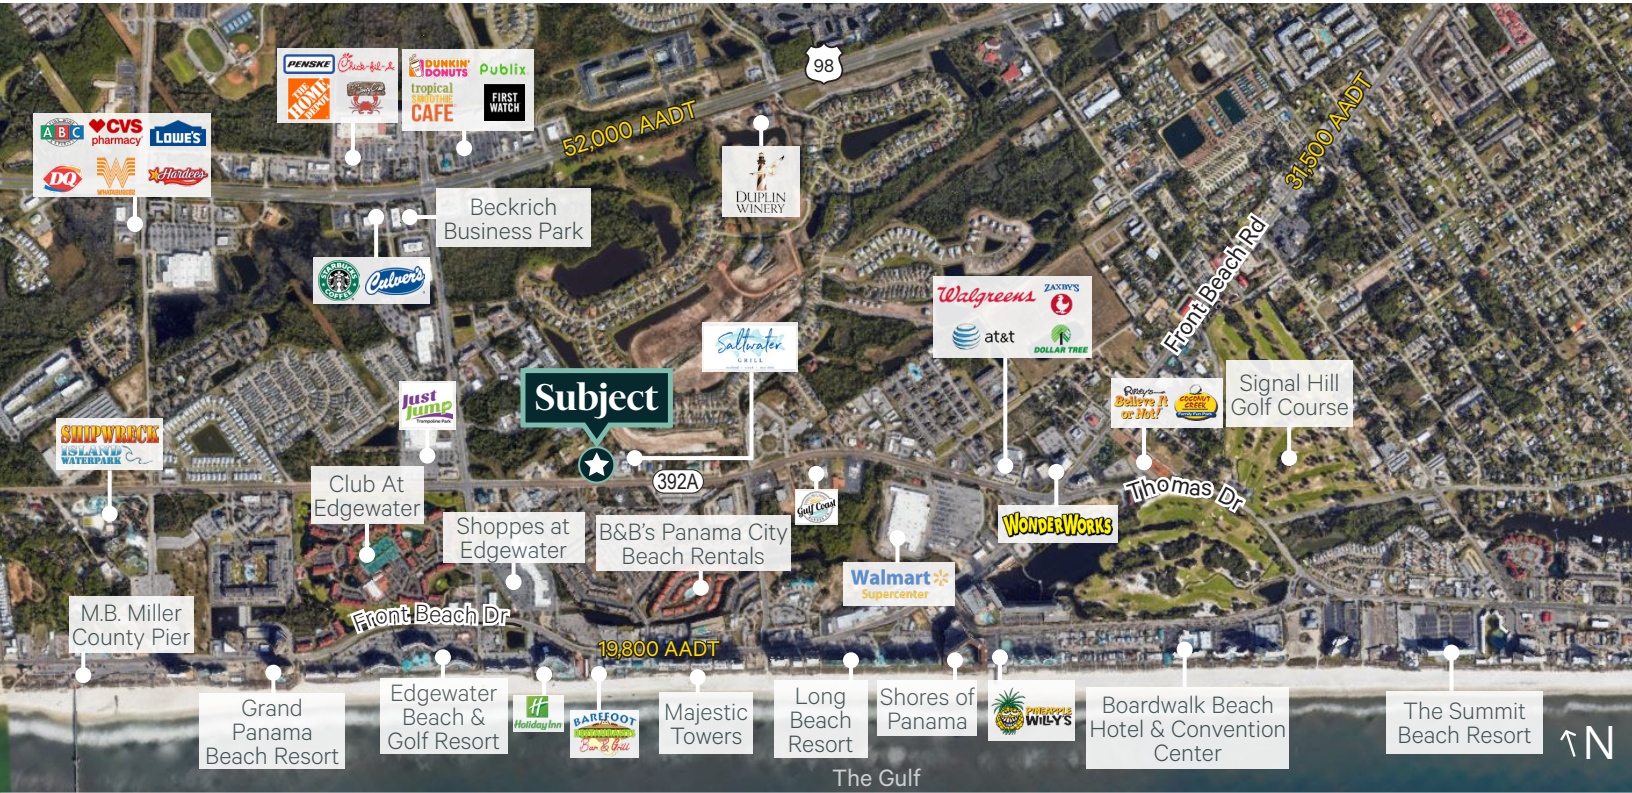 98
52,000 AADT
31,500 AADT
PENSKE
Chick-fil-A
THE
HOME
DEPOT
DUNKIN'
DONUTS
Publix
tropical
SMOOTHIE
CAFE
FIRST
WATCH
ABC
CVS
pharmacy
LOWE'S
DQ
W
WHATABURGER
Hardee's
DUPLIN
WINERY
Beckrich
Business Park
STARBUCKS
COFFEE
Culver's
Front Beach Rd
Walgreens
ZAXBY'S
at&t
DOLLAR TREE
Saltwater
GRILL
Subject
Just
Jump
Trampoline Park
Ripley's
Believe It
or Not!
COCONUT
CREEK
Family Fun Park
Signal Hill
Golf Course
SHIPWRECK
ISLAND
WATERPARK
392A
Club At
Edgewater
Thomas Dr
Gulf Coast
WONDERWORKS
Shoppes at
Edgewater
B&B's Panama City
Beach Rentals
Walmart
Supercenter
M.B. Miller
County Pier
Front Beach Dr
19,800 AADT
Grand
Panama
Beach Resort
Edgewater
Beach &
Golf Resort
H
Holiday Inn
BAREFOOT
RESTAURANTS
Bar & Grill
Majestic
Towers
Long
Beach
Resort
Shores of
Panama
PINEAPPLE
WILLY'S
Boardwalk Beach
Hotel & Convention
Center
The Summit
Beach Resort
N
The Gulf